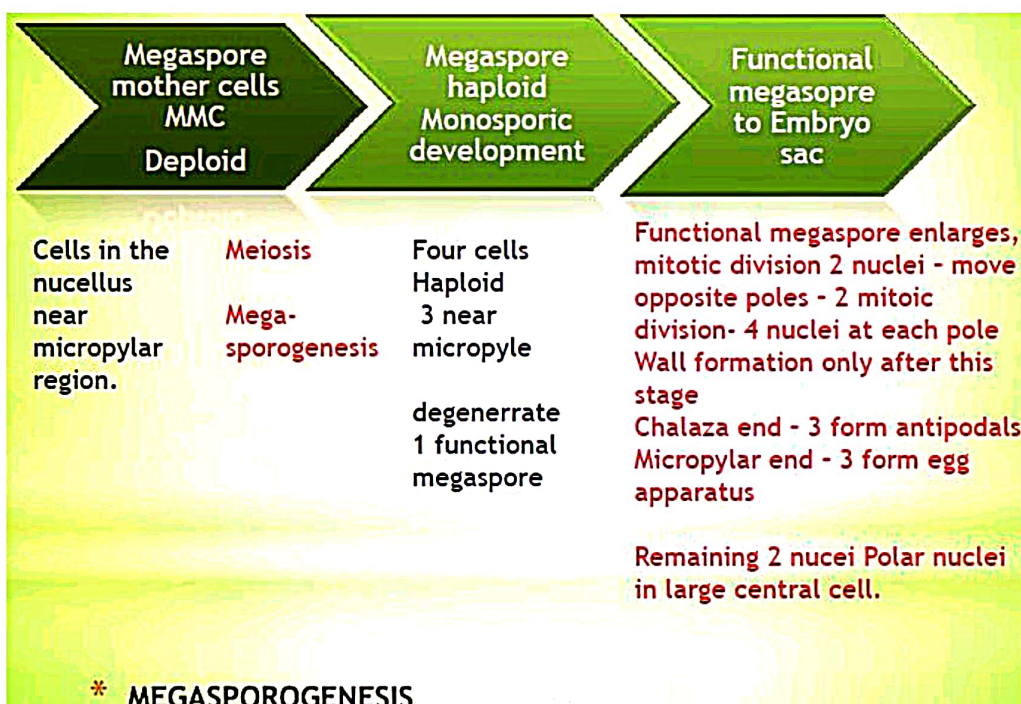 Megaspore
mother cells
MMC
Deploid
Megaspore
haploid
Monosporic
development
Functional
megasopre
to Embryo
sac
Cells in the
nucellus
near
micropylar
region.
Meiosis
Mega-
sporogenesis
Four cells
Haploid
3 near
micropyle
degenerrate
1 functional
megaspore
Functional megaspore enlarges,
mitotic division 2 nuclei - move
opposite poles - 2 mitoic
division- 4 nuclei at each pole
Wall formation only after this
stage
Chalaza end - 3 form antipodals
Micropylar end - 3 form egg
apparatus
Remaining 2 nucei Polar nuclei
in large central cell.
* MEGASPOROGENESIS